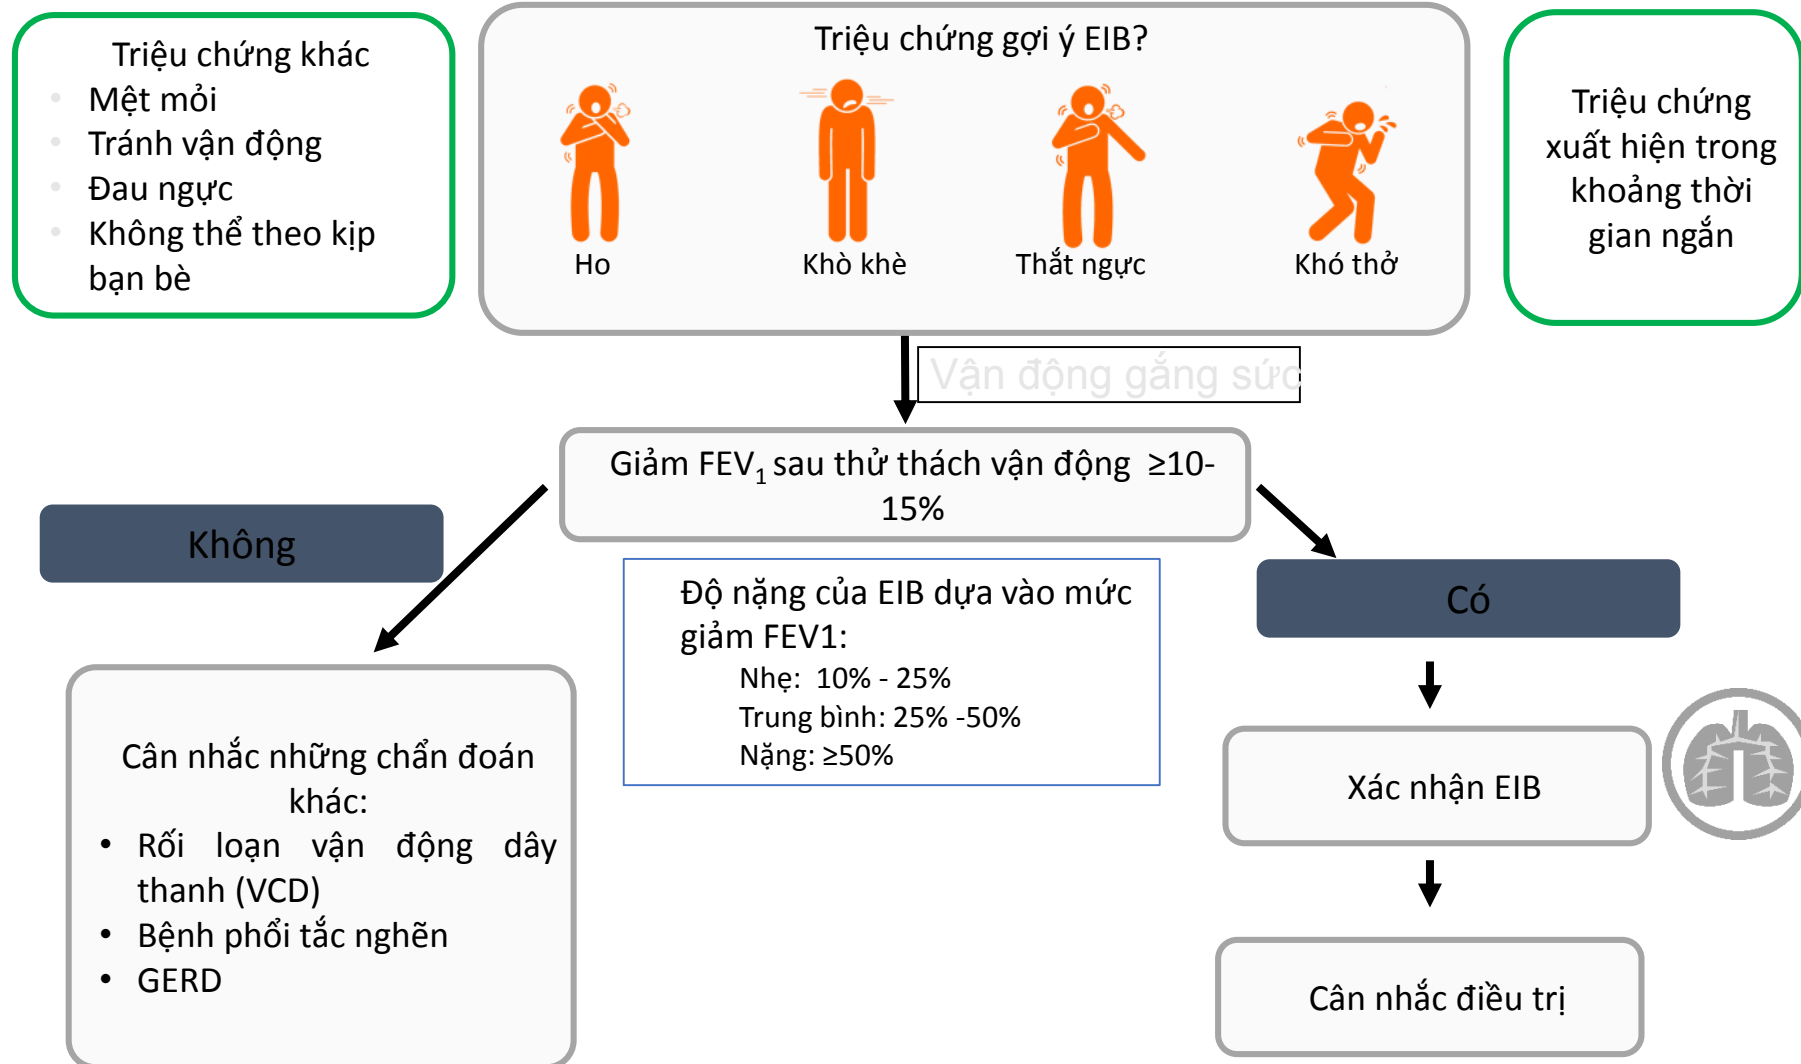 Triệu chứng khác
• Mệt mỏi
• Tránh vận động
• Đau ngực
• Không thể theo kịp
bạn bè
Triệu chứng gợi ý EIB?
Ho
Khò khè
Thắt ngực
Khó thở
Triệu chứng
xuất hiện trong
khoảng thời
gian ngắn
Vận động gắng sức
Giảm FEV₁ sau thử thách vận động ≥10-
15%
Không
Có
Độ nặng của EIB dựa vào mức
giảm FEV1:
Nhẹ: 10% - 25%
Trung bình: 25% -50%
Nặng: ≥50%
Cân nhắc những chẩn đoán
khác:
• Rối loạn vận động dây
thanh (VCD)
• Bệnh phổi tắc nghẽn
• GERD
Xác nhận EIB
Cân nhắc điều trị